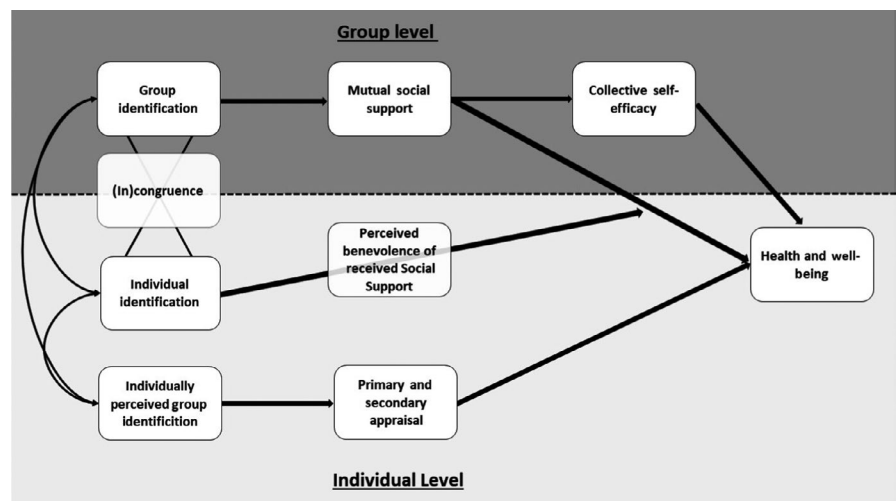 Group level
Group
identification
Mutual social
support
Collective self-
efficacy
(In)congruence
Perceived
benevolence of
received Social
Support
Individual
identification
Health and well-
being
Individually
perceived group
identificition
Primary and
secondary
appraisal
Individual Level